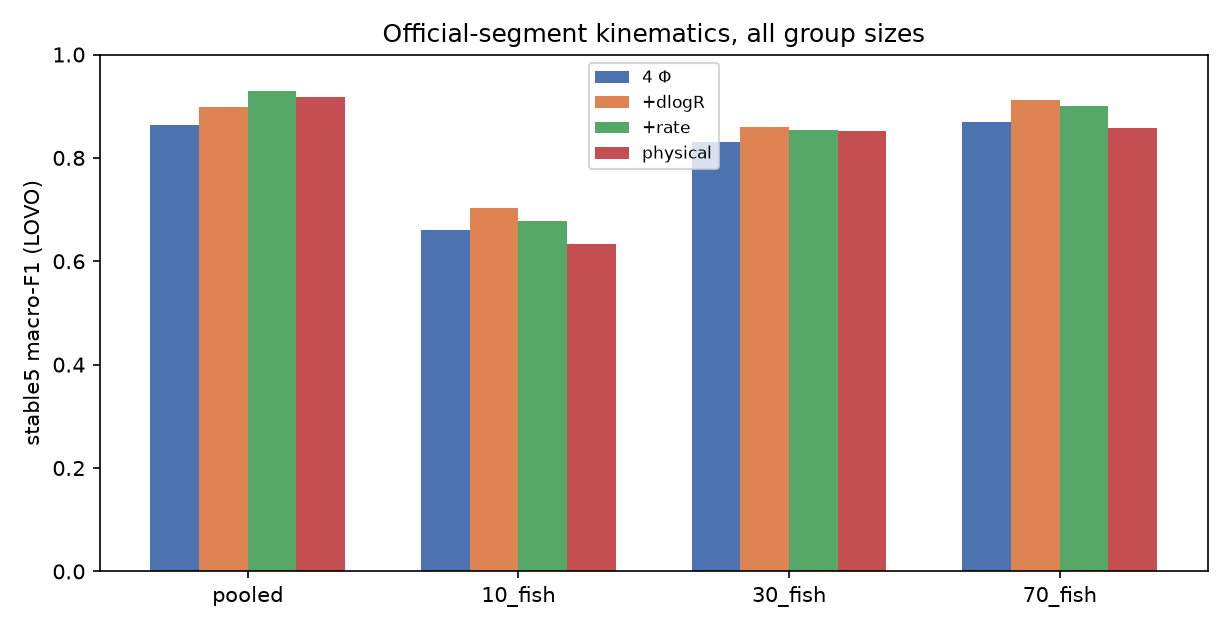 Official-segment kinematics, all group sizes
stable5 macro-F1 (LOVO)
1.0
0.8
0.6
0.4
0.2
0.0
4 Φ
+dlogR
+rate
physical
pooled
10_fish
30_fish
70_fish